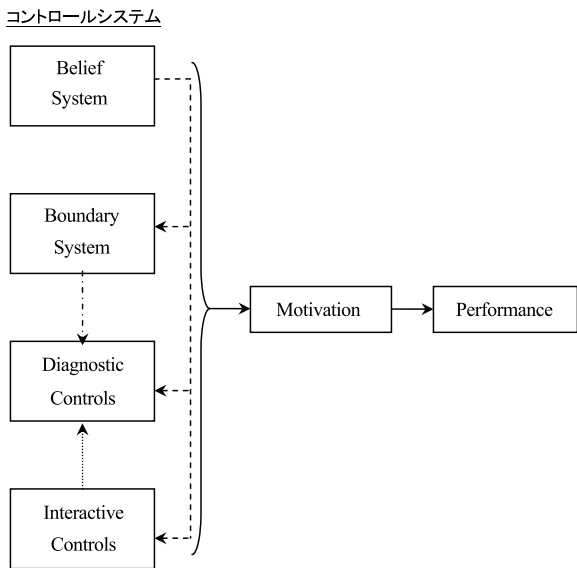 コントロールシステム
Belief
System
Boundary
System
Diagnostic
Controls
Interactive
Controls
Motivation
Performance